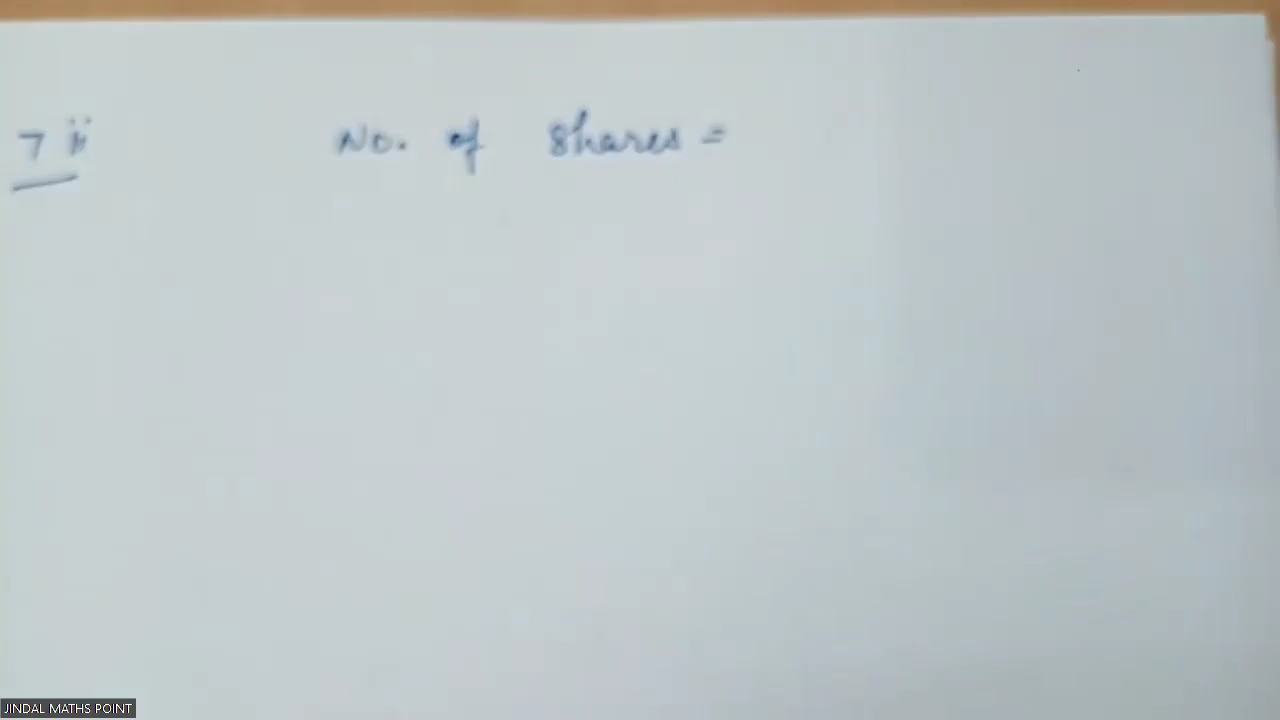 7 ii No. of Shares =
JINDAL MATHS POINT